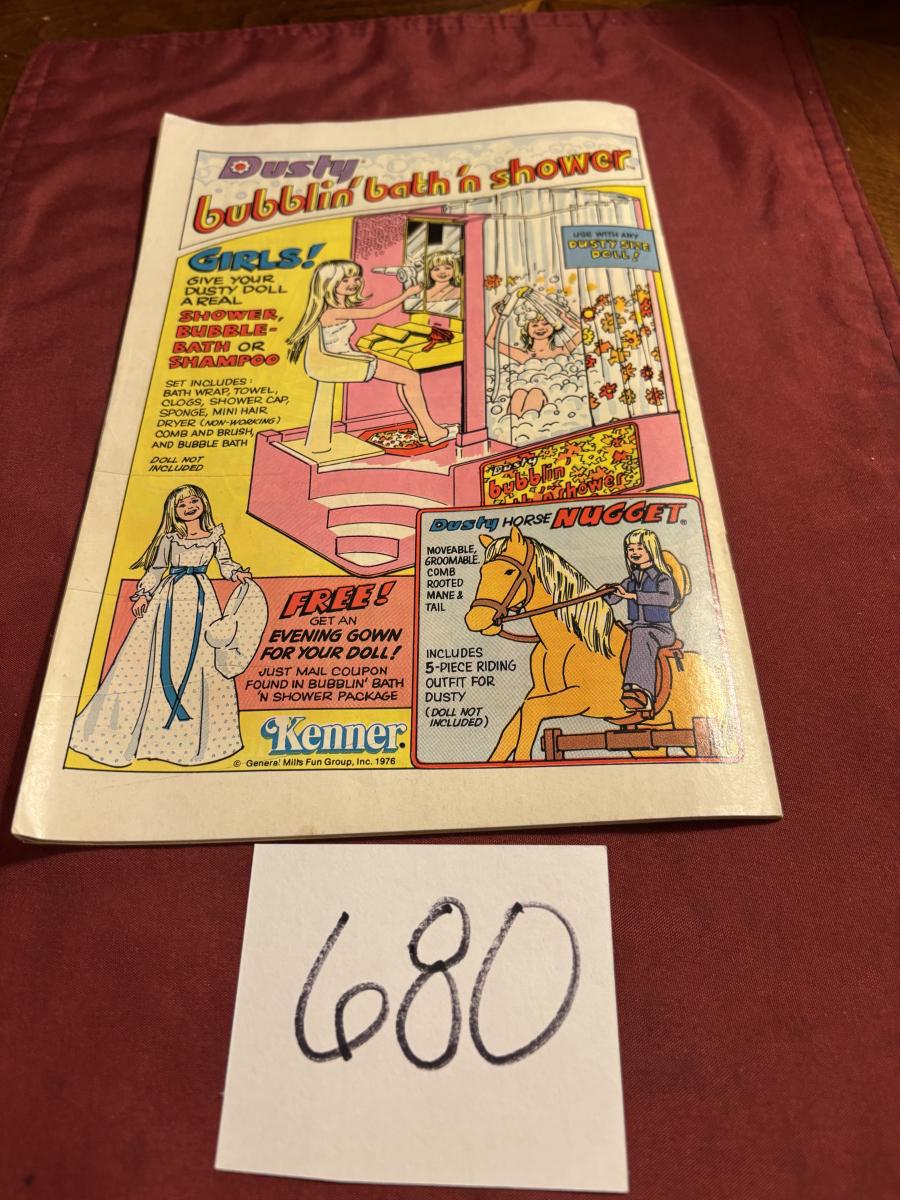 Dusty
bubblin' bath 'n shower
USE WITH ANY
DUSTY SIZE
DOLL!
GIRLS!
GIVE YOUR
DUSTY DOLL
A REAL
SHOWER,
BUBBLE-
BATH OR
SHAMPOO
SET INCLUDES:
BATH WRAP, TOWEL,
CLOGS, SHOWER CAP,
SPONGE, MINI HAIR
DRYER (NON-WORKING)
COMB AND BRUSH,
AND BUBBLE BATH
DOLL NOT
INCLUDED
Dusty
bubblin'
bath 'n shower
Dusty HORSE NUGGET®
MOVEABLE,
GROOMABLE.
COMB
ROOTED
MANE &
TAIL
INCLUDES
5-PIECE RIDING
OUTFIT FOR
DUSTY
(DOLL NOT
INCLUDED)
FREE!
GET AN
EVENING GOWN
FOR YOUR DOLL!
JUST MAIL COUPON
FOUND IN BUBBLIN' BATH
'N SHOWER PACKAGE
Kenner®
© General Mills Fun Group, Inc. 1976
680